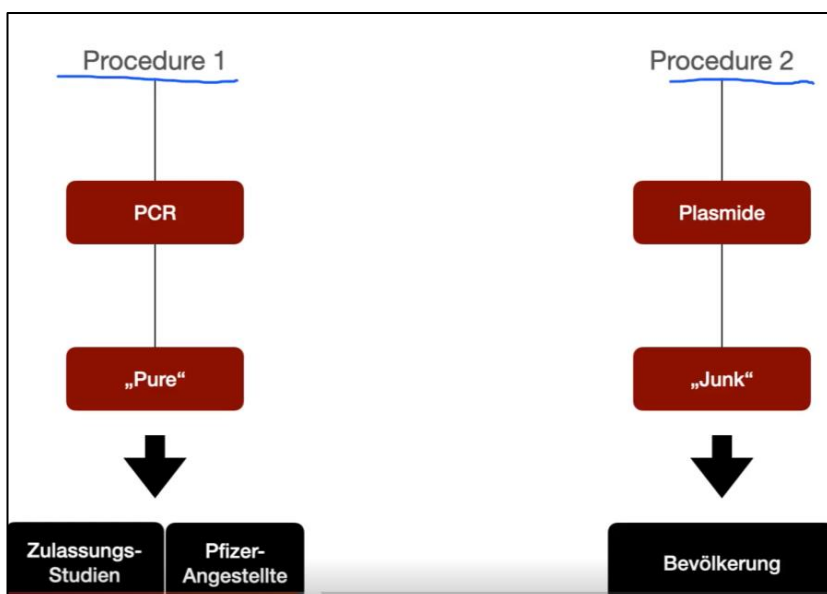 Procedure 1
PCR
„Pure“
Zulassungs-
Studien
Pfizer-
Angestellte
Procedure 2
Plasmide
„Junk“
Bevölkerung